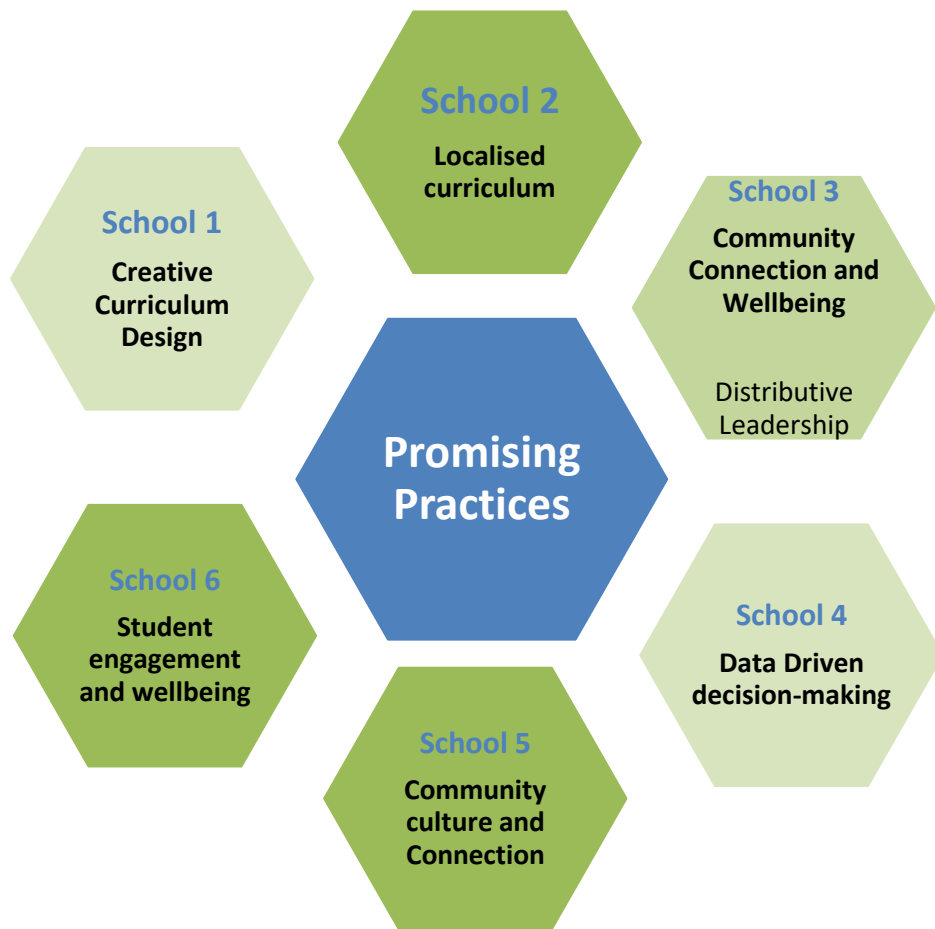 School 1
Creative
Curriculum
Design
School 2
Localised
curriculum
School 3
Community
Connection and
Wellbeing
Distributive
Leadership
Promising
Practices
School 4
Data Driven
decision-making
School 5
Community
culture and
Connection
School 6
Student
engagement
and wellbeing